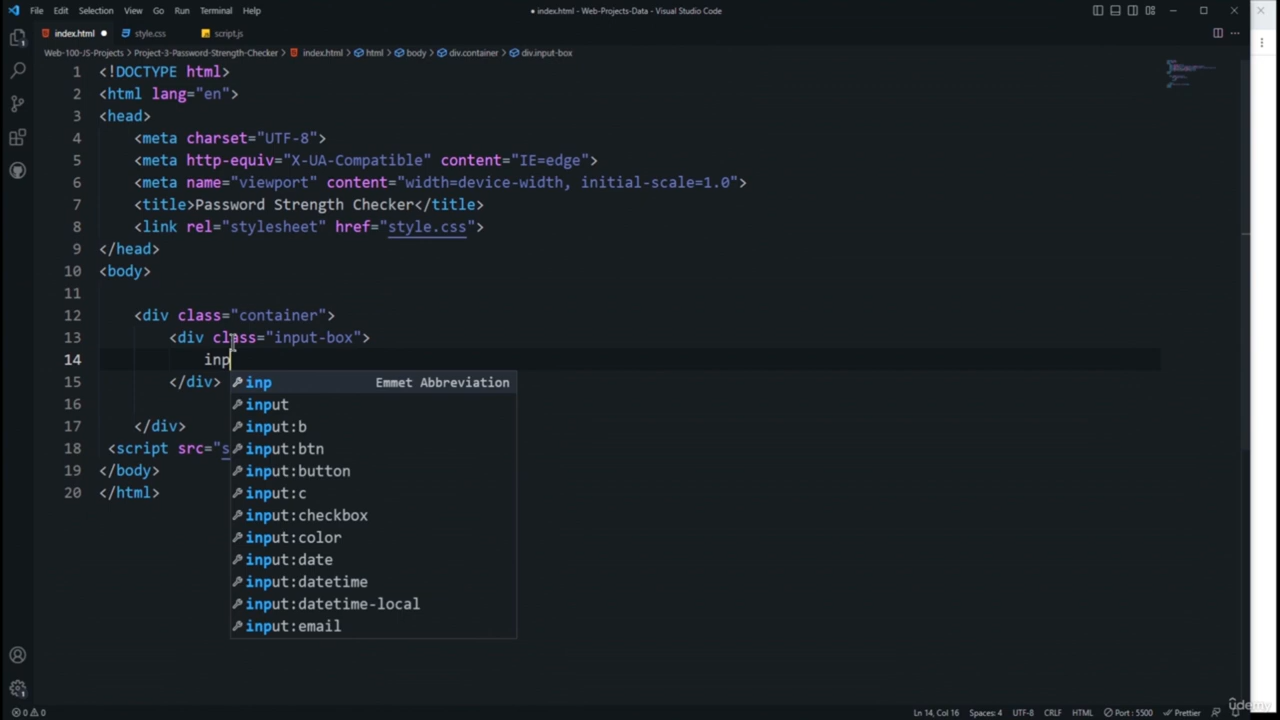 File Edit Selection View Go Run Terminal Help
● index.html - Web-Projects-Data - Visual Studio Code
index.html ● style.css script.js
Web-100-JS-Projects > Project-3-Password-Strength-Checker > index.html > html > body > div.container > div.input-box
1 <!DOCTYPE html>
2 <html lang="en">
3 <head>
4 <meta charset="UTF-8">
5 <meta http-equiv="X-UA-Compatible" content="IE=edge">
6 <meta name="viewport" content="width=device-width, initial-scale=1.0">
7 <title>Password Strength Checker</title>
8 <link rel="stylesheet" href="style.css">
9 </head>
10 <body>
11
12 <div class="container">
13 <div class="input-box">
14 inp
15 </div>
16
17 </div>
18 <script src="s
19 </body>
20 </html>
inp Emmet Abbreviation
input
input:b
input:btn
input:button
input:c
input:checkbox
input:color
input:date
input:datetime
input:datetime-local
input:email
0 0 Ln 14, Col 16 Spaces: 4 UTF-8 CRLF HTML Port : 5500 Prettier
udemy